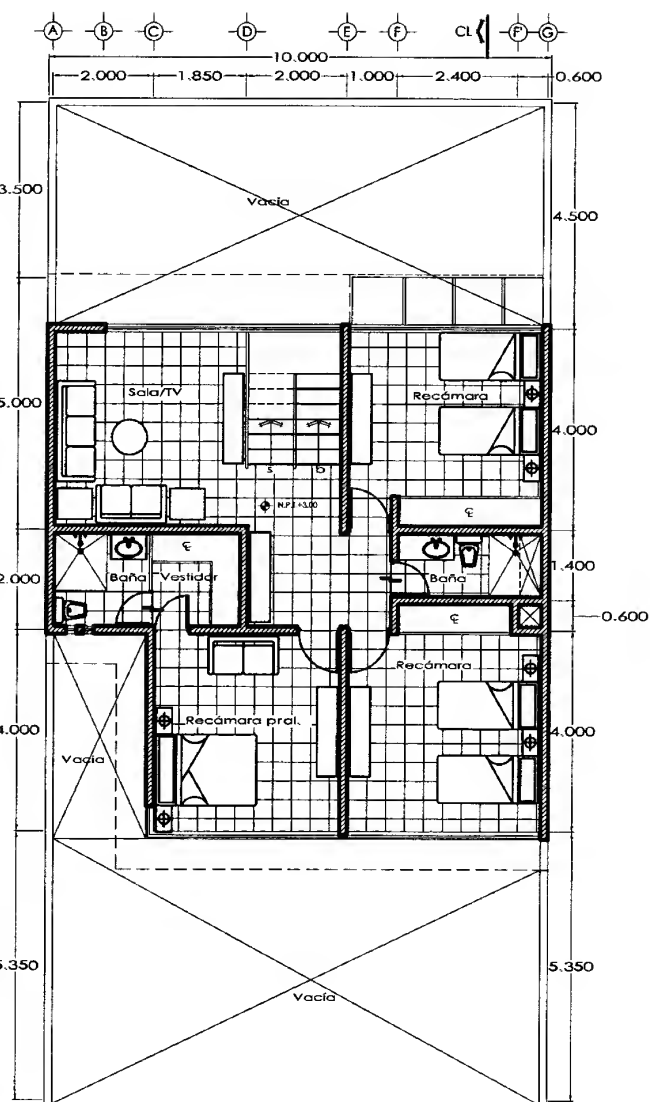 A B C D E F CL F' G
10.000
2.000 1.850 2.000 1.000 2.400 0.600
3.500
Vacía
4.500
5.000
Sala/TV
Recámara
4.000
s b
N.P.T +3.00
2.000
Baña
Vestidor
Baña
1.400
0.600
Recámara
Recámara pral.
4.000
4.000
Vacía
5.350
Vacía
5.350